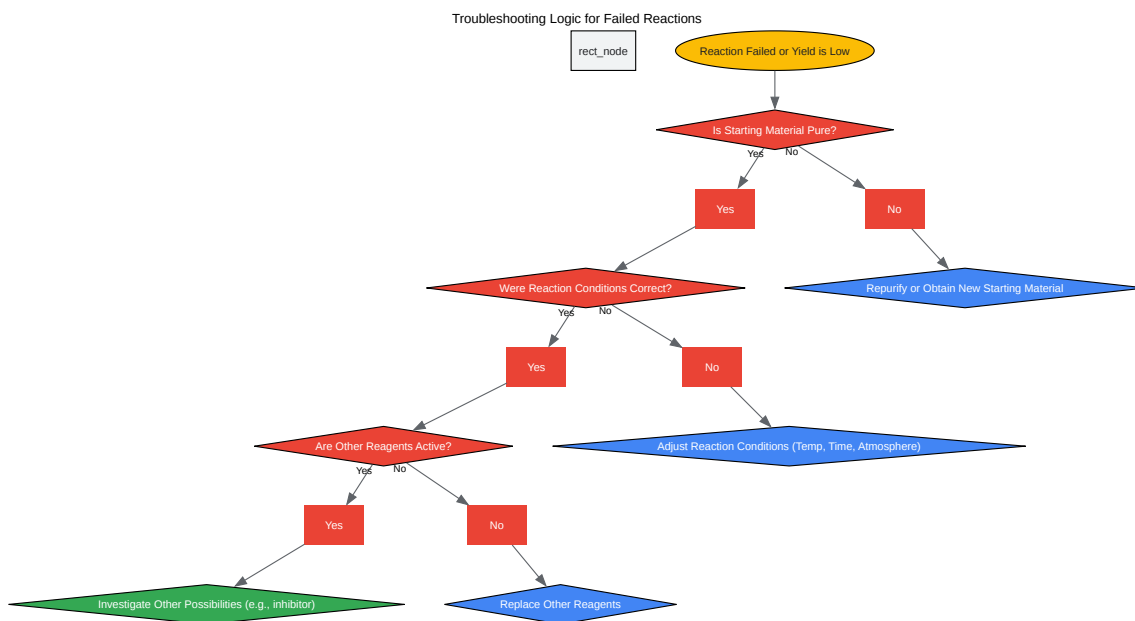 Troubleshooting Logic for Failed Reactions
rect_node
Reaction Failed or Yield is Low
Is Starting Material Pure?
Yes
No
Yes
No
Were Reaction Conditions Correct?
Repurify or Obtain New Starting Material
Yes
No
Yes
No
Are Other Reagents Active?
Adjust Reaction Conditions (Temp, Time, Atmosphere)
Yes
No
Yes
No
Investigate Other Possibilities (e.g., inhibitor)
Replace Other Reagents